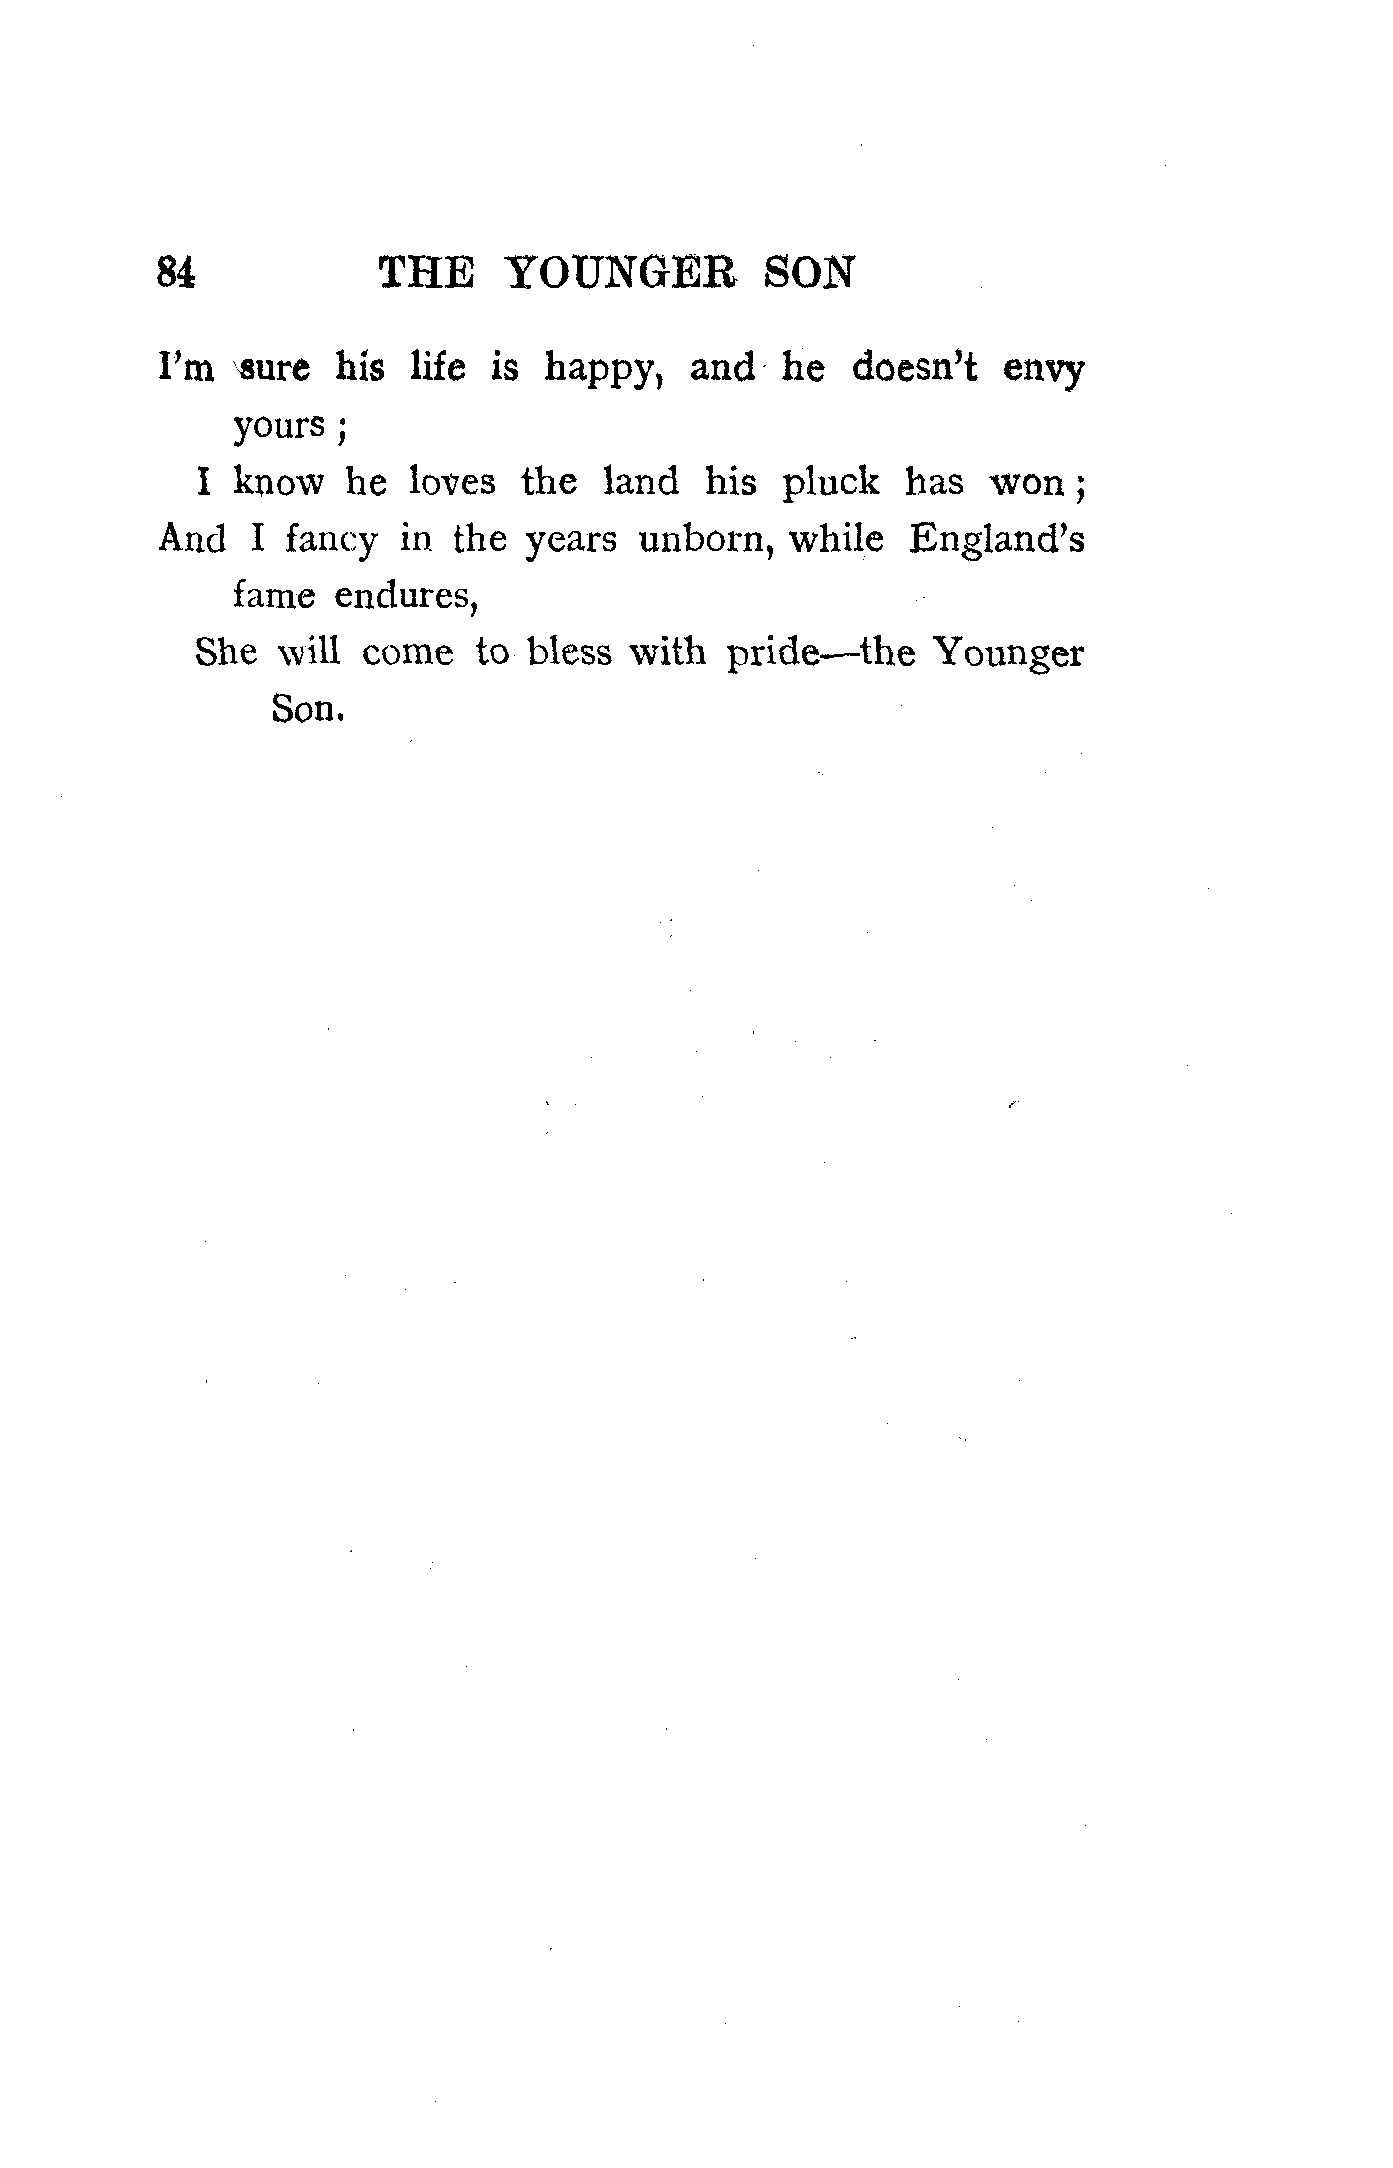 84 THE YOUNGER SON
I'm sure his life is happy, and he doesn't envy
yours ;
I know he loves the land his pluck has won ;
And I fancy in the years unborn, while England's
fame endures,
She will come to bless with pride—the Younger
Son.